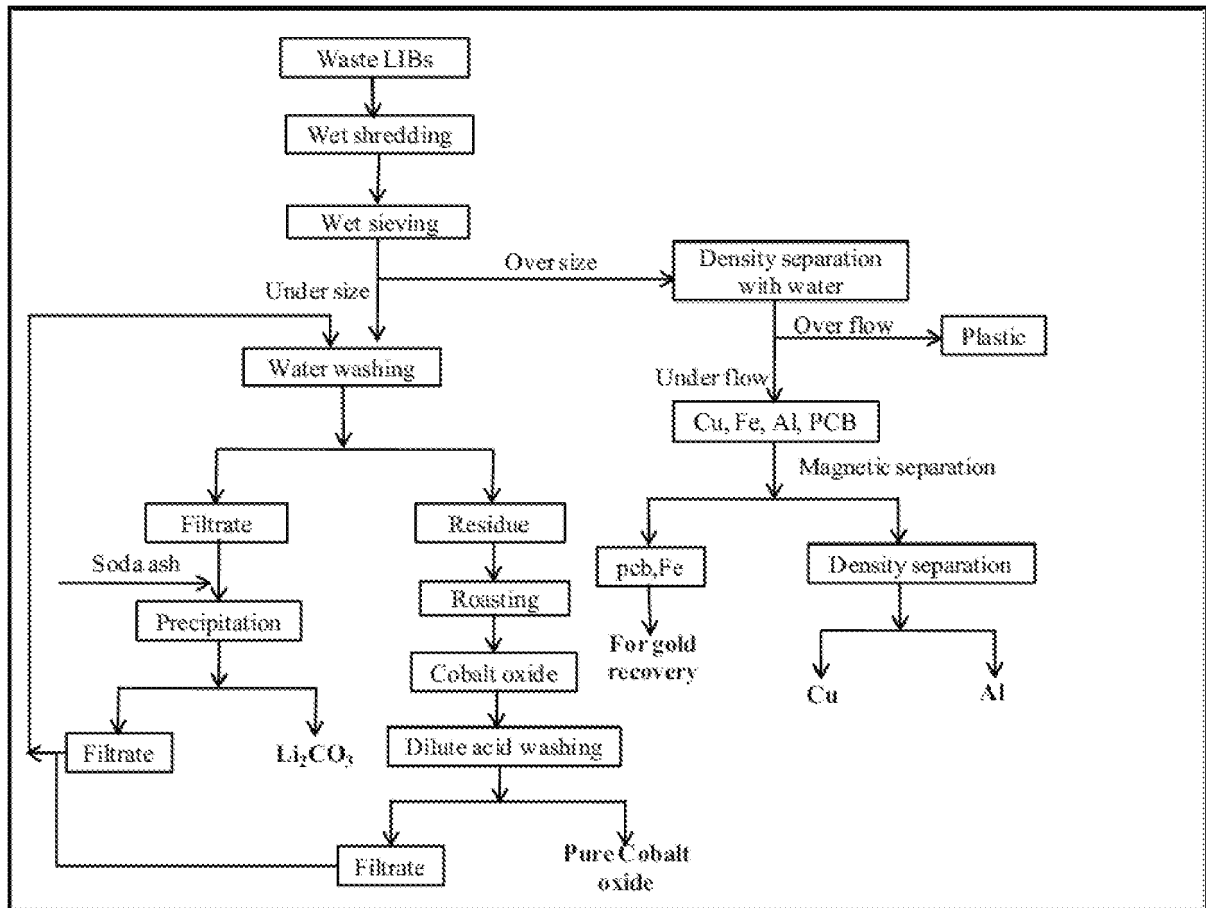 Waste LIBs
Wet shredding
Wet sieving
Over size
Density separation
with water
Under size
Over flow
Plastic
Water washing
Under flow
Cu, Fe, Al, PCB
Magnetic separation
Filtrate
Residue
pcb,Fe
Density separation
Soda ash
Roasting
Precipitation
For gold
recovery
Cobalt oxide
Cu
Al
Filtrate
Li₂CO₃
Dilute acid washing
Filtrate
Pure Cobalt
oxide